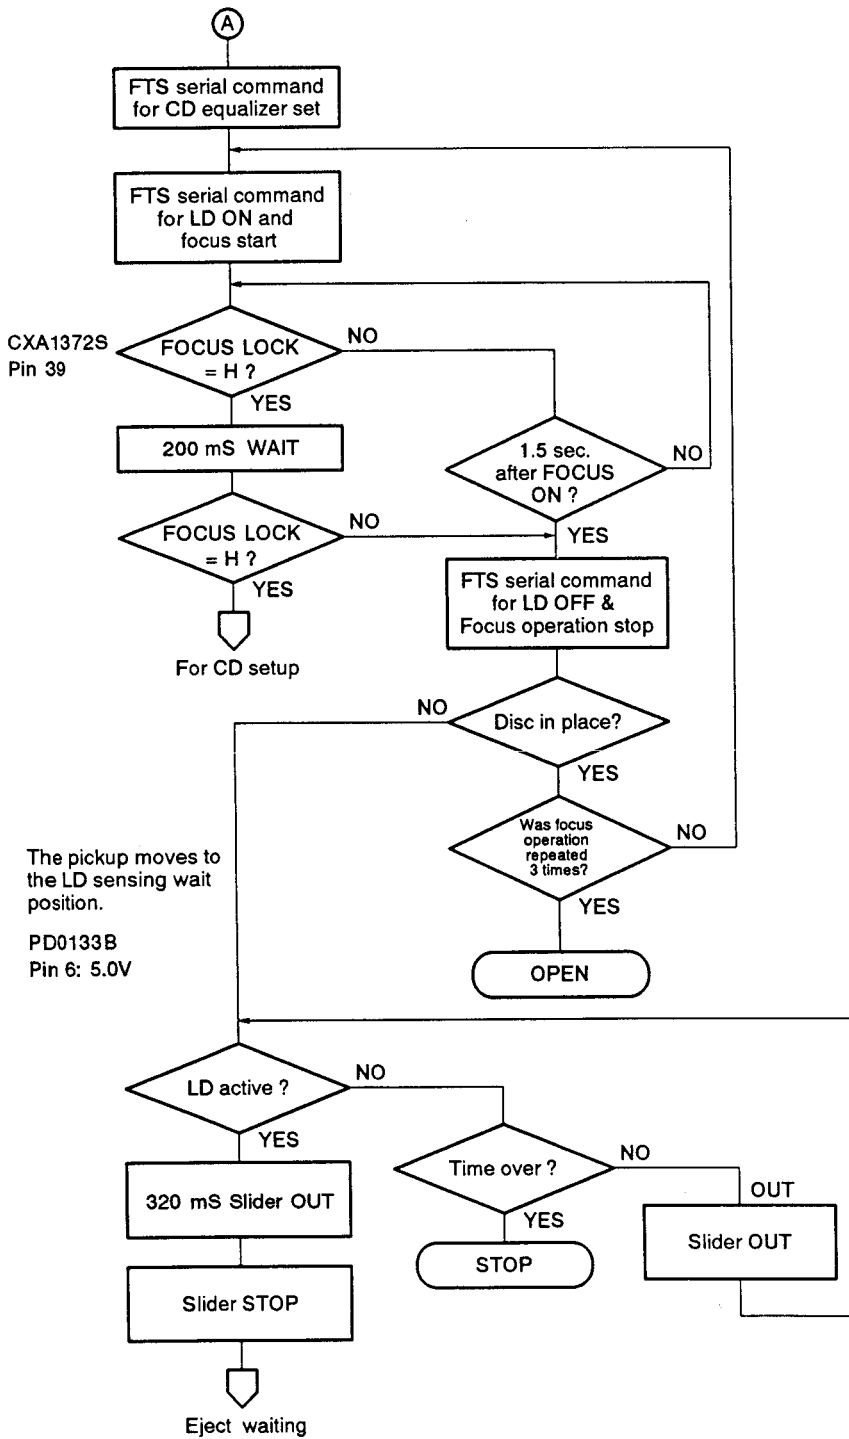 A
FTS serial command
for CD equalizer set
FTS serial command
for LD ON and
focus start
CXA1372S
Pin 39
FOCUS LOCK
= H ?
NO
YES
200 mS WAIT
1.5 sec.
after FOCUS
ON ?
NO
YES
FOCUS LOCK
= H ?
NO
YES
For CD setup
FTS serial command
for LD OFF &
Focus operation stop
Disc in place?
NO
YES
Was focus
operation
repeated
3 times?
NO
YES
OPEN
The pickup moves to
the LD sensing wait
position.
PD0133B
Pin 6: 5.0V
LD active ?
NO
YES
320 mS Slider OUT
Slider STOP
Eject waiting
Time over ?
NO
YES
STOP
OUT
Slider OUT